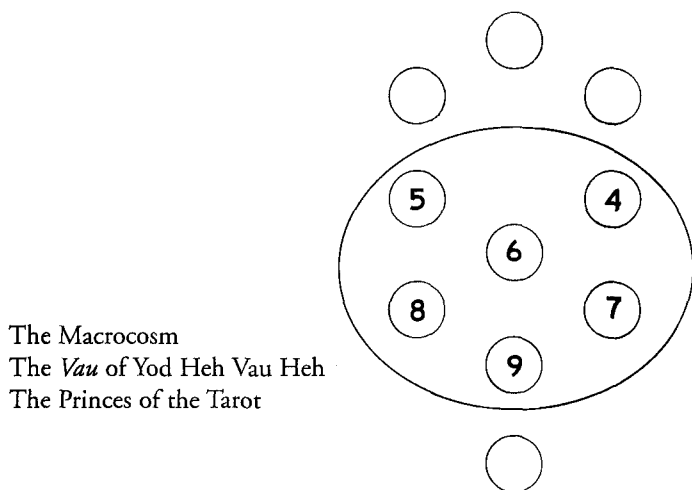 5 4
6
8 7
9
The Macrocosm
The Vau of Yod Heh Vau Heh
The Princes of the Tarot